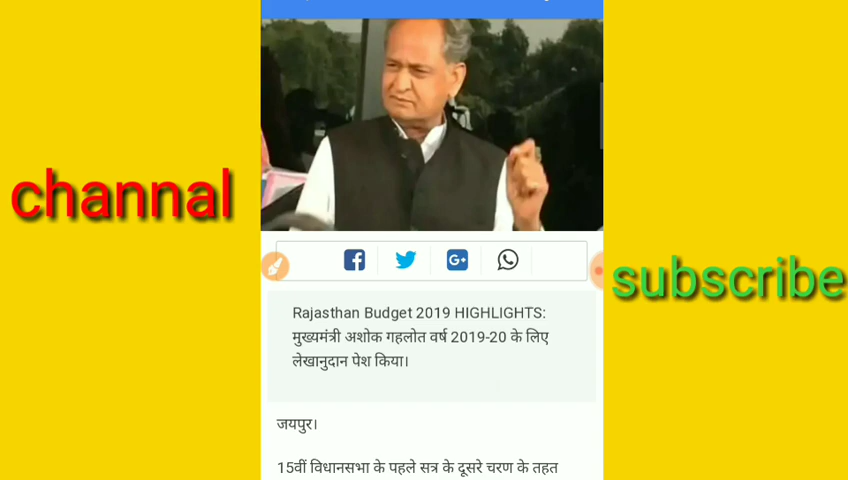 channal
subscribe
Rajasthan Budget 2019 HIGHLIGHTS:
मुख्यमंत्री अशोक गहलोत वर्ष 2019-20 के लिए
लेखानुदान पेश किया।
जयपुर।
15वीं विधानसभा के पहले सत्र के दूसरे चरण के तहत